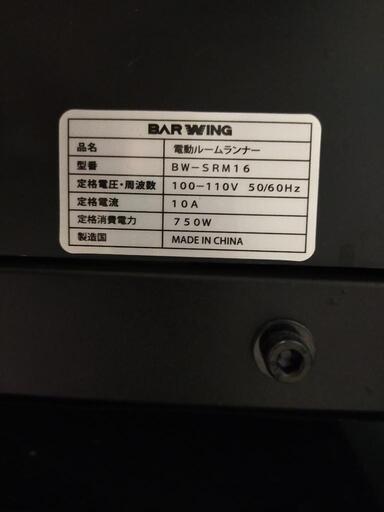 BARWING
品名 電動ルームランナー
型番 BW-SRM16
定格電圧・周波数 100-110V 50/60Hz
定格電流 10A
定格消費電力 750W
製造国 MADE IN CHINA